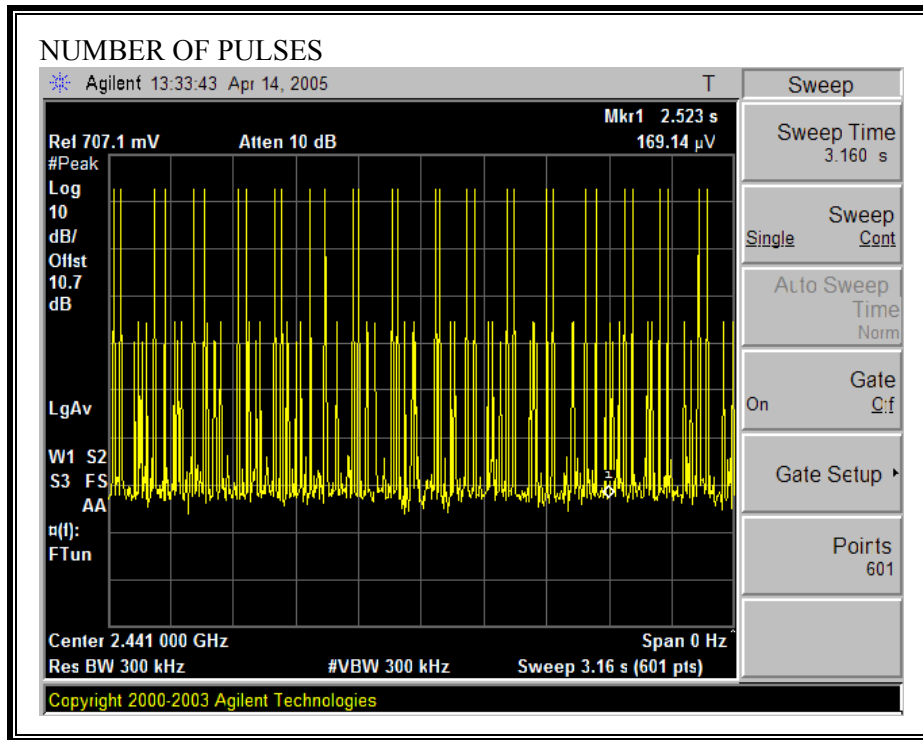 NUMBER OF PULSES
Agilent 13:33:43 Apr 14, 2005 T
Sweep
Mkr1 2.523 s
Ref 707.1 mV Atten 10 dB 169.14 µV
#Peak
Log
10
dB/
Offst
10.7
dB
LgAv
W1 S2
S3 FS
AA
¤(f):
FTun
1
Center 2.441 000 GHz Span 0 Hz
Res BW 300 kHz #VBW 300 kHz Sweep 3.16 s (601 pts)
Copyright 2000-2003 Agilent Technologies
Sweep Time
3.160 s
Sweep
Single Cont
Auto Sweep
Time
Norm
Gate
On Off
Gate Setup
Points
601